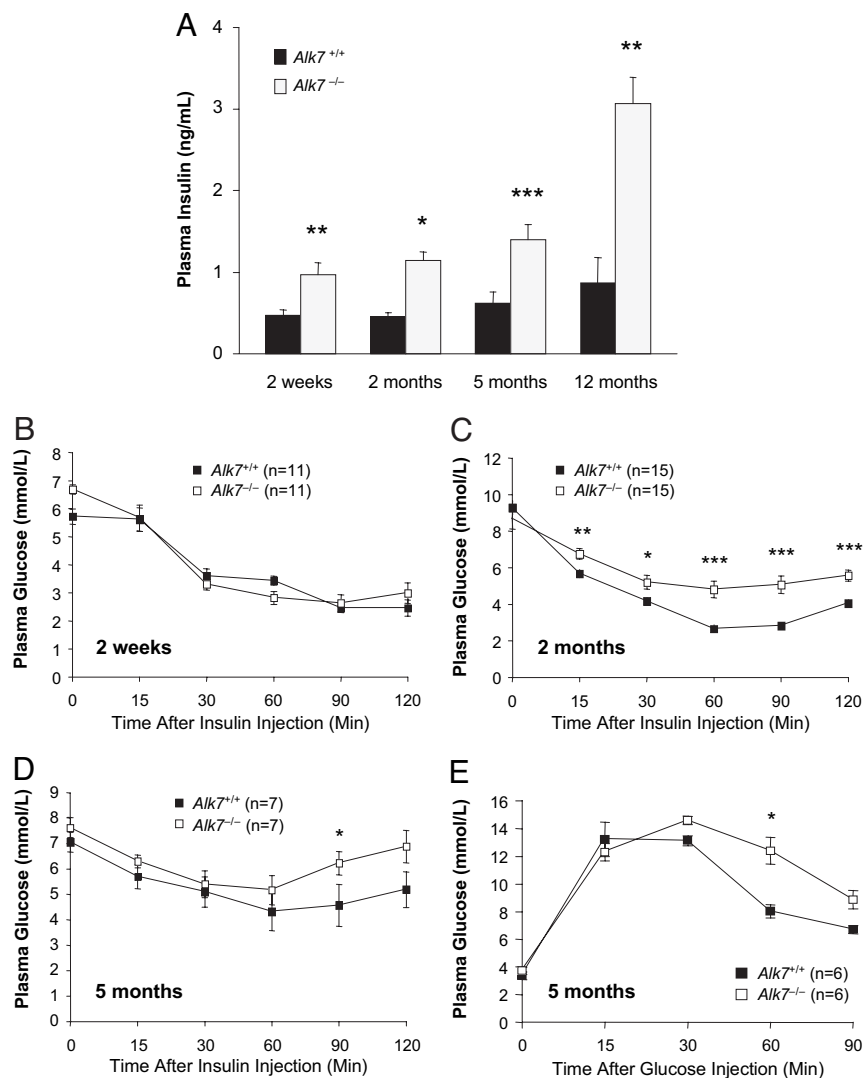 A
Alk7 +/+
Alk7 –/–
Plasma Insulin (ng/mL)
4
3
2
1
0
**
*
***
**
2 weeks
2 months
5 months
12 months
B
Plasma Glucose (mmol/L)
8
7
6
5
4
3
2
1
0
Alk7+/+ (n=11)
Alk7–/– (n=11)
2 weeks
0 15 30 60 90 120
Time After Insulin Injection (Min)
C
Plasma Glucose (mmol/L)
12
10
8
6
4
2
0
Alk7+/+ (n=15)
Alk7–/– (n=15)
**
*
***
***
***
2 months
0 15 30 60 90 120
Time After Insulin Injection (Min)
D
Plasma Glucose (mmol/L)
9
8
7
6
5
4
3
2
1
0
Alk7+/+ (n=7)
Alk7–/– (n=7)
*
5 months
0 15 30 60 90 120
Time After Insulin Injection (Min)
E
Plasma Glucose (mmol/L)
16
14
12
10
8
6
4
2
0
*
Alk7+/+ (n=6)
Alk7–/– (n=6)
5 months
0 15 30 60 90
Time After Glucose Injection (Min)